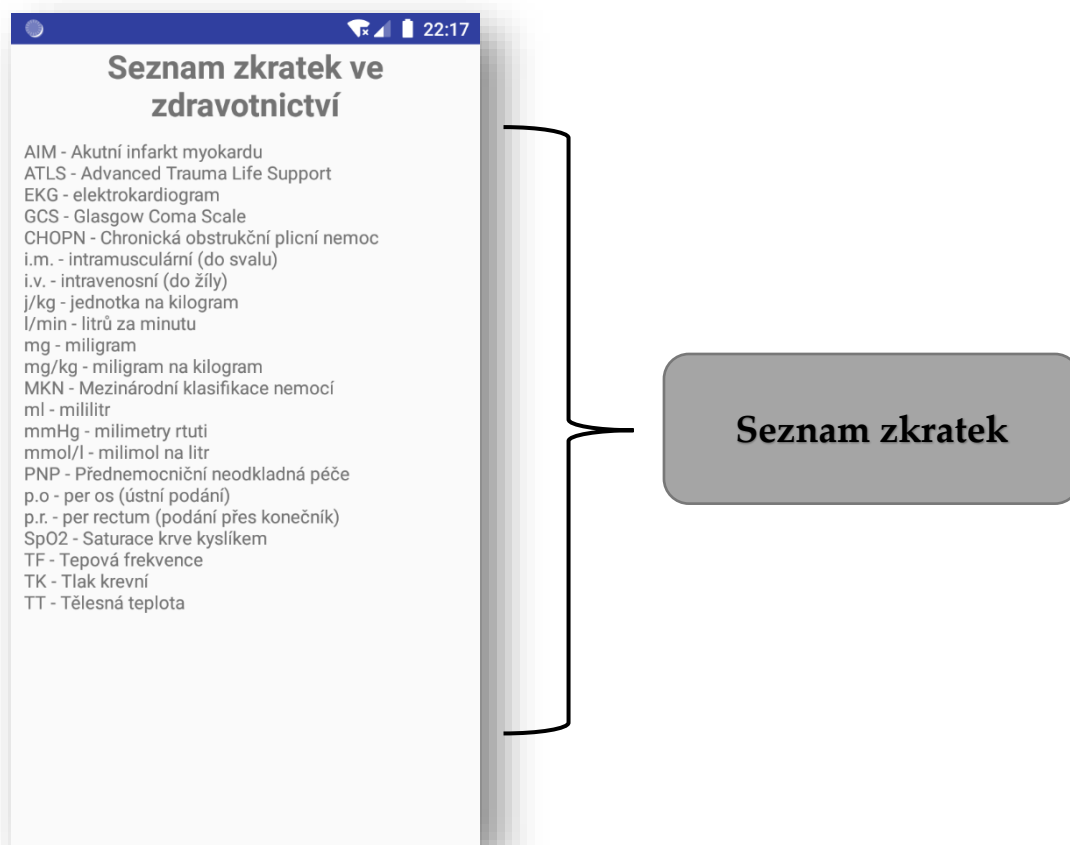 22:17
Seznam zkratek ve
zdravotnictví
AIM - Akutní infarkt myokardu
ATLS - Advanced Trauma Life Support
EKG - elektrokardiogram
GCS - Glasgow Coma Scale
CHOPN - Chronická obstrukční plicní nemoc
i.m. - intramusculární (do svalu)
i.v. - intravenosní (do žíly)
j/kg - jednotka na kilogram
l/min - litrů za minutu
mg - miligram
mg/kg - miligram na kilogram
MKN - Mezinárodní klasifikace nemocí
ml - mililitr
mmHg - milimetry rtuti
mmol/l - milimol na litr
PNP - Přednemocniční neodkladná péče
p.o - per os (ústní podání)
p.r. - per rectum (podání přes konečník)
SpO2 - Saturace krve kyslíkem
TF - Tepová frekvence
TK - Tlak krevní
TT - Tělesná teplota
Seznam zkratek